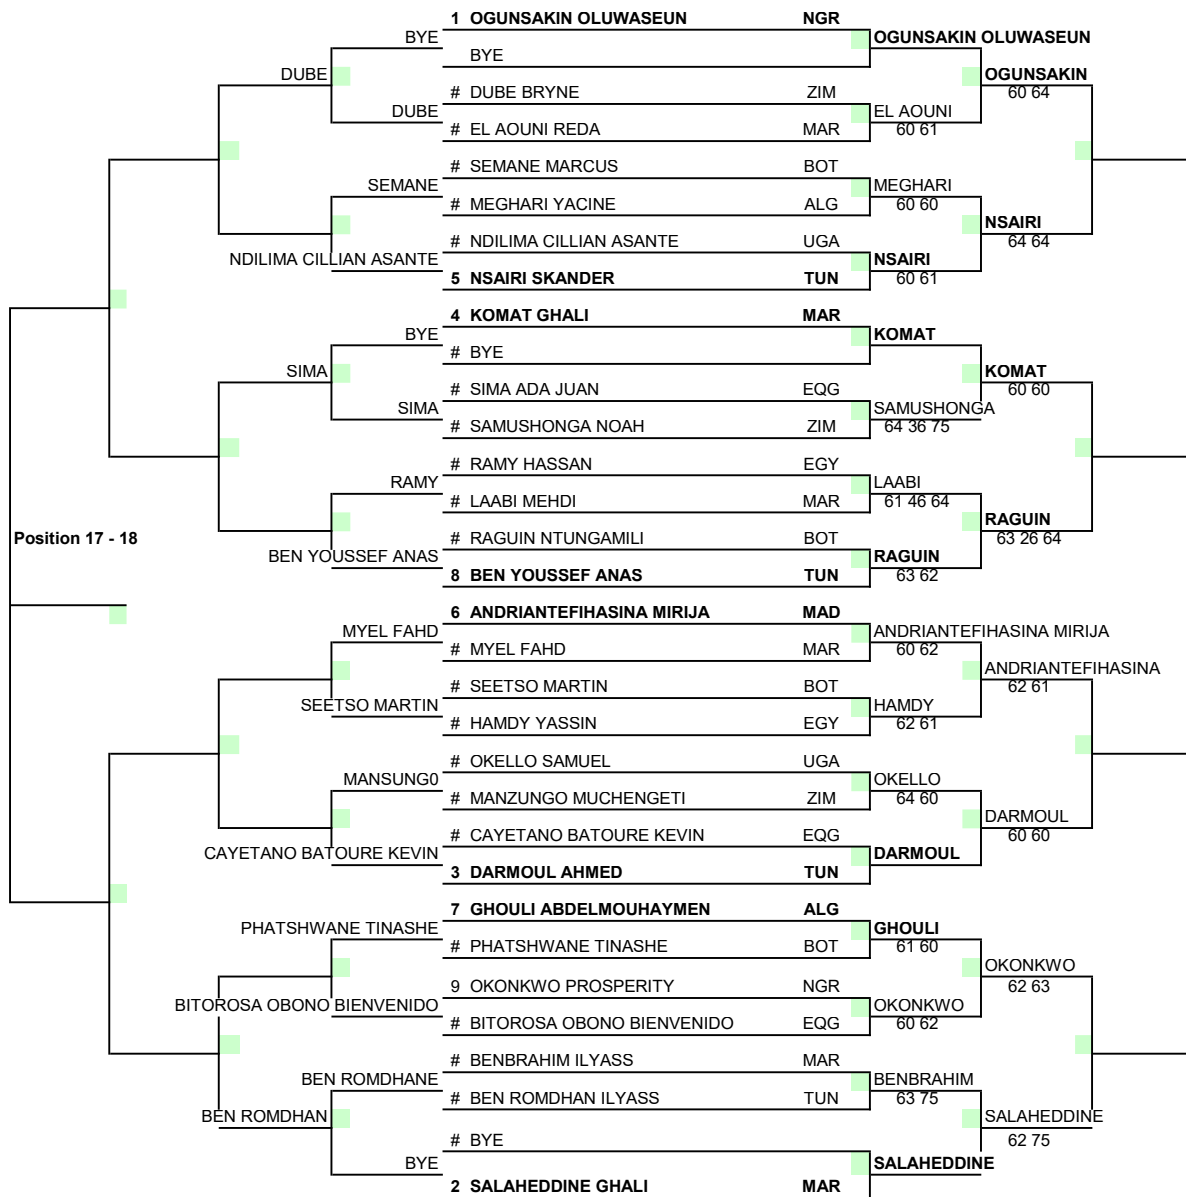 1 OGUNSAKIN OLUWASEUN NGR
BYE OGUNSAKIN OLUWASEUN
BYE
DUBE OGUNSAKIN
# DUBE BRYNE ZIM 60 64
DUBE EL AOUNI
# EL AOUNI REDA MAR 60 61
# SEMANE MARCUS BOT
SEMANE MEGHARI
# MEGHARI YACINE ALG 60 60
NSAIRI
# NDILIMA CILLIAN ASANTE UGA 64 64
NDILIMA CILLIAN ASANTE NSAIRI
5 NSAIRI SKANDER TUN 60 61
4 KOMAT GHALI MAR
BYE KOMAT
# BYE
SIMA KOMAT
# SIMA ADA JUAN EQG 60 60
SIMA SAMUSHONGA
# SAMUSHONGA NOAH ZIM 64 36 75
# RAMY HASSAN EGY
RAMY LAABI
# LAABI MEHDI MAR 61 46 64
RAGUIN
Position 17 - 18 # RAGUIN NTUNGAMILI BOT 63 26 64
BEN YOUSSEF ANAS RAGUIN
8 BEN YOUSSEF ANAS TUN 63 62
6 ANDRIANTEFIHASINA MIRIJA MAD
MYEL FAHD ANDRIANTEFIHASINA MIRIJA
# MYEL FAHD MAR 60 62
ANDRIANTEFIHASINA
# SEETSO MARTIN BOT 62 61
SEETSO MARTIN HAMDY
# HAMDY YASSIN EGY 62 61
# OKELLO SAMUEL UGA
MANSUNG0 OKELLO
# MANZUNGO MUCHENGETI ZIM 64 60
DARMOUL
# CAYETANO BATOURE KEVIN EQG 60 60
CAYETANO BATOURE KEVIN DARMOUL
3 DARMOUL AHMED TUN
7 GHOULI ABDELMOUHAYMEN ALG
PHATSHWANE TINASHE GHOULI
# PHATSHWANE TINASHE BOT 61 60
OKONKWO
9 OKONKWO PROSPERITY NGR 62 63
BITOROSA OBONO BIENVENIDO OKONKWO
# BITOROSA OBONO BIENVENIDO EQG 60 62
# BENBRAHIM ILYASS MAR
BEN ROMDHANE BENBRAHIM
# BEN ROMDHAN ILYASS TUN 63 75
BEN ROMDHAN SALAHEDDINE
# BYE 62 75
BYE SALAHEDDINE
2 SALAHEDDINE GHALI MAR